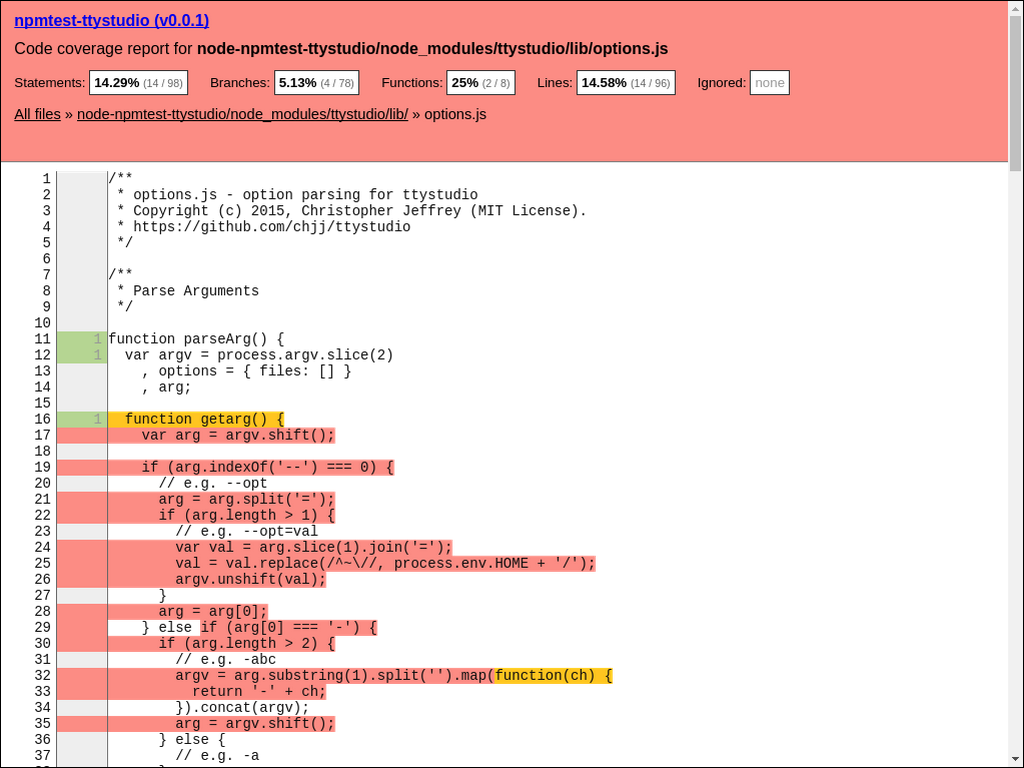 npmtest-ttystudio (v0.0.1)
Code coverage report for node-npmtest-ttystudio/node_modules/ttystudio/lib/options.js
Statements: 14.29% (14 / 98) Branches: 5.13% (4 / 78) Functions: 25% (2 / 8) Lines: 14.58% (14 / 96) Ignored: none
All files » node-npmtest-ttystudio/node_modules/ttystudio/lib/ » options.js
1 /**
2  * options.js - option parsing for ttystudio
3  * Copyright (c) 2015, Christopher Jeffrey (MIT License).
4  * https://github.com/chjj/ttystudio
5  */
6
7 /**
8  * Parse Arguments
9  */
10
11 1 function parseArg() {
12 1   var argv = process.argv.slice(2)
13     , options = { files: [] }
14     , arg;
15
16 1   function getarg() {
17     var arg = argv.shift();
18
19     if (arg.indexOf('--') === 0) {
20       // e.g. --opt
21       arg = arg.split('=');
22       if (arg.length > 1) {
23         // e.g. --opt=val
24         var val = arg.slice(1).join('=');
25         val = val.replace(/^~\//, process.env.HOME + '/');
26         argv.unshift(val);
27       }
28       arg = arg[0];
29     } else if (arg[0] === '-') {
30       if (arg.length > 2) {
31         // e.g. -abc
32         argv = arg.substring(1).split('').map(function(ch) {
33           return '-' + ch;
34         }).concat(argv);
35         arg = argv.shift();
36       } else {
37         // e.g. -a